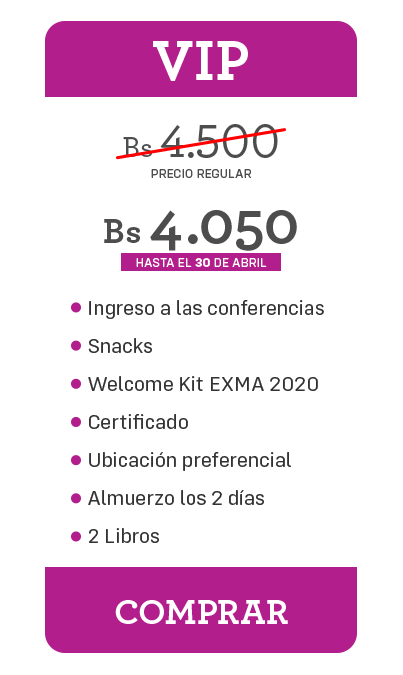 VIP
Bs 4.500
PRECIO REGULAR
Bs 4.050
HASTA EL 30 DE ABRIL
Ingreso a las conferencias
Snacks
Welcome Kit EXMA 2020
Certificado
Ubicación preferencial
Almuerzo los 2 días
2 Libros
COMPRAR